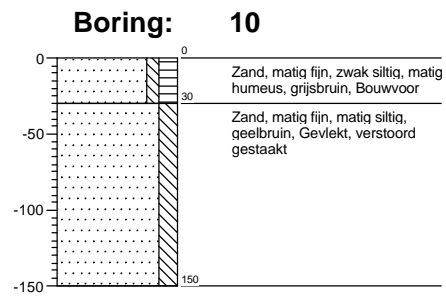 Boring: 10
0
0
Zand, matig fijn, zwak siltig, matig
humeus, grijsbruin, Bouwvoor
30
Zand, matig fijn, matig siltig,
geelbruin, Gevlekt, verstoord
gestaakt
-50
-100
150
-150